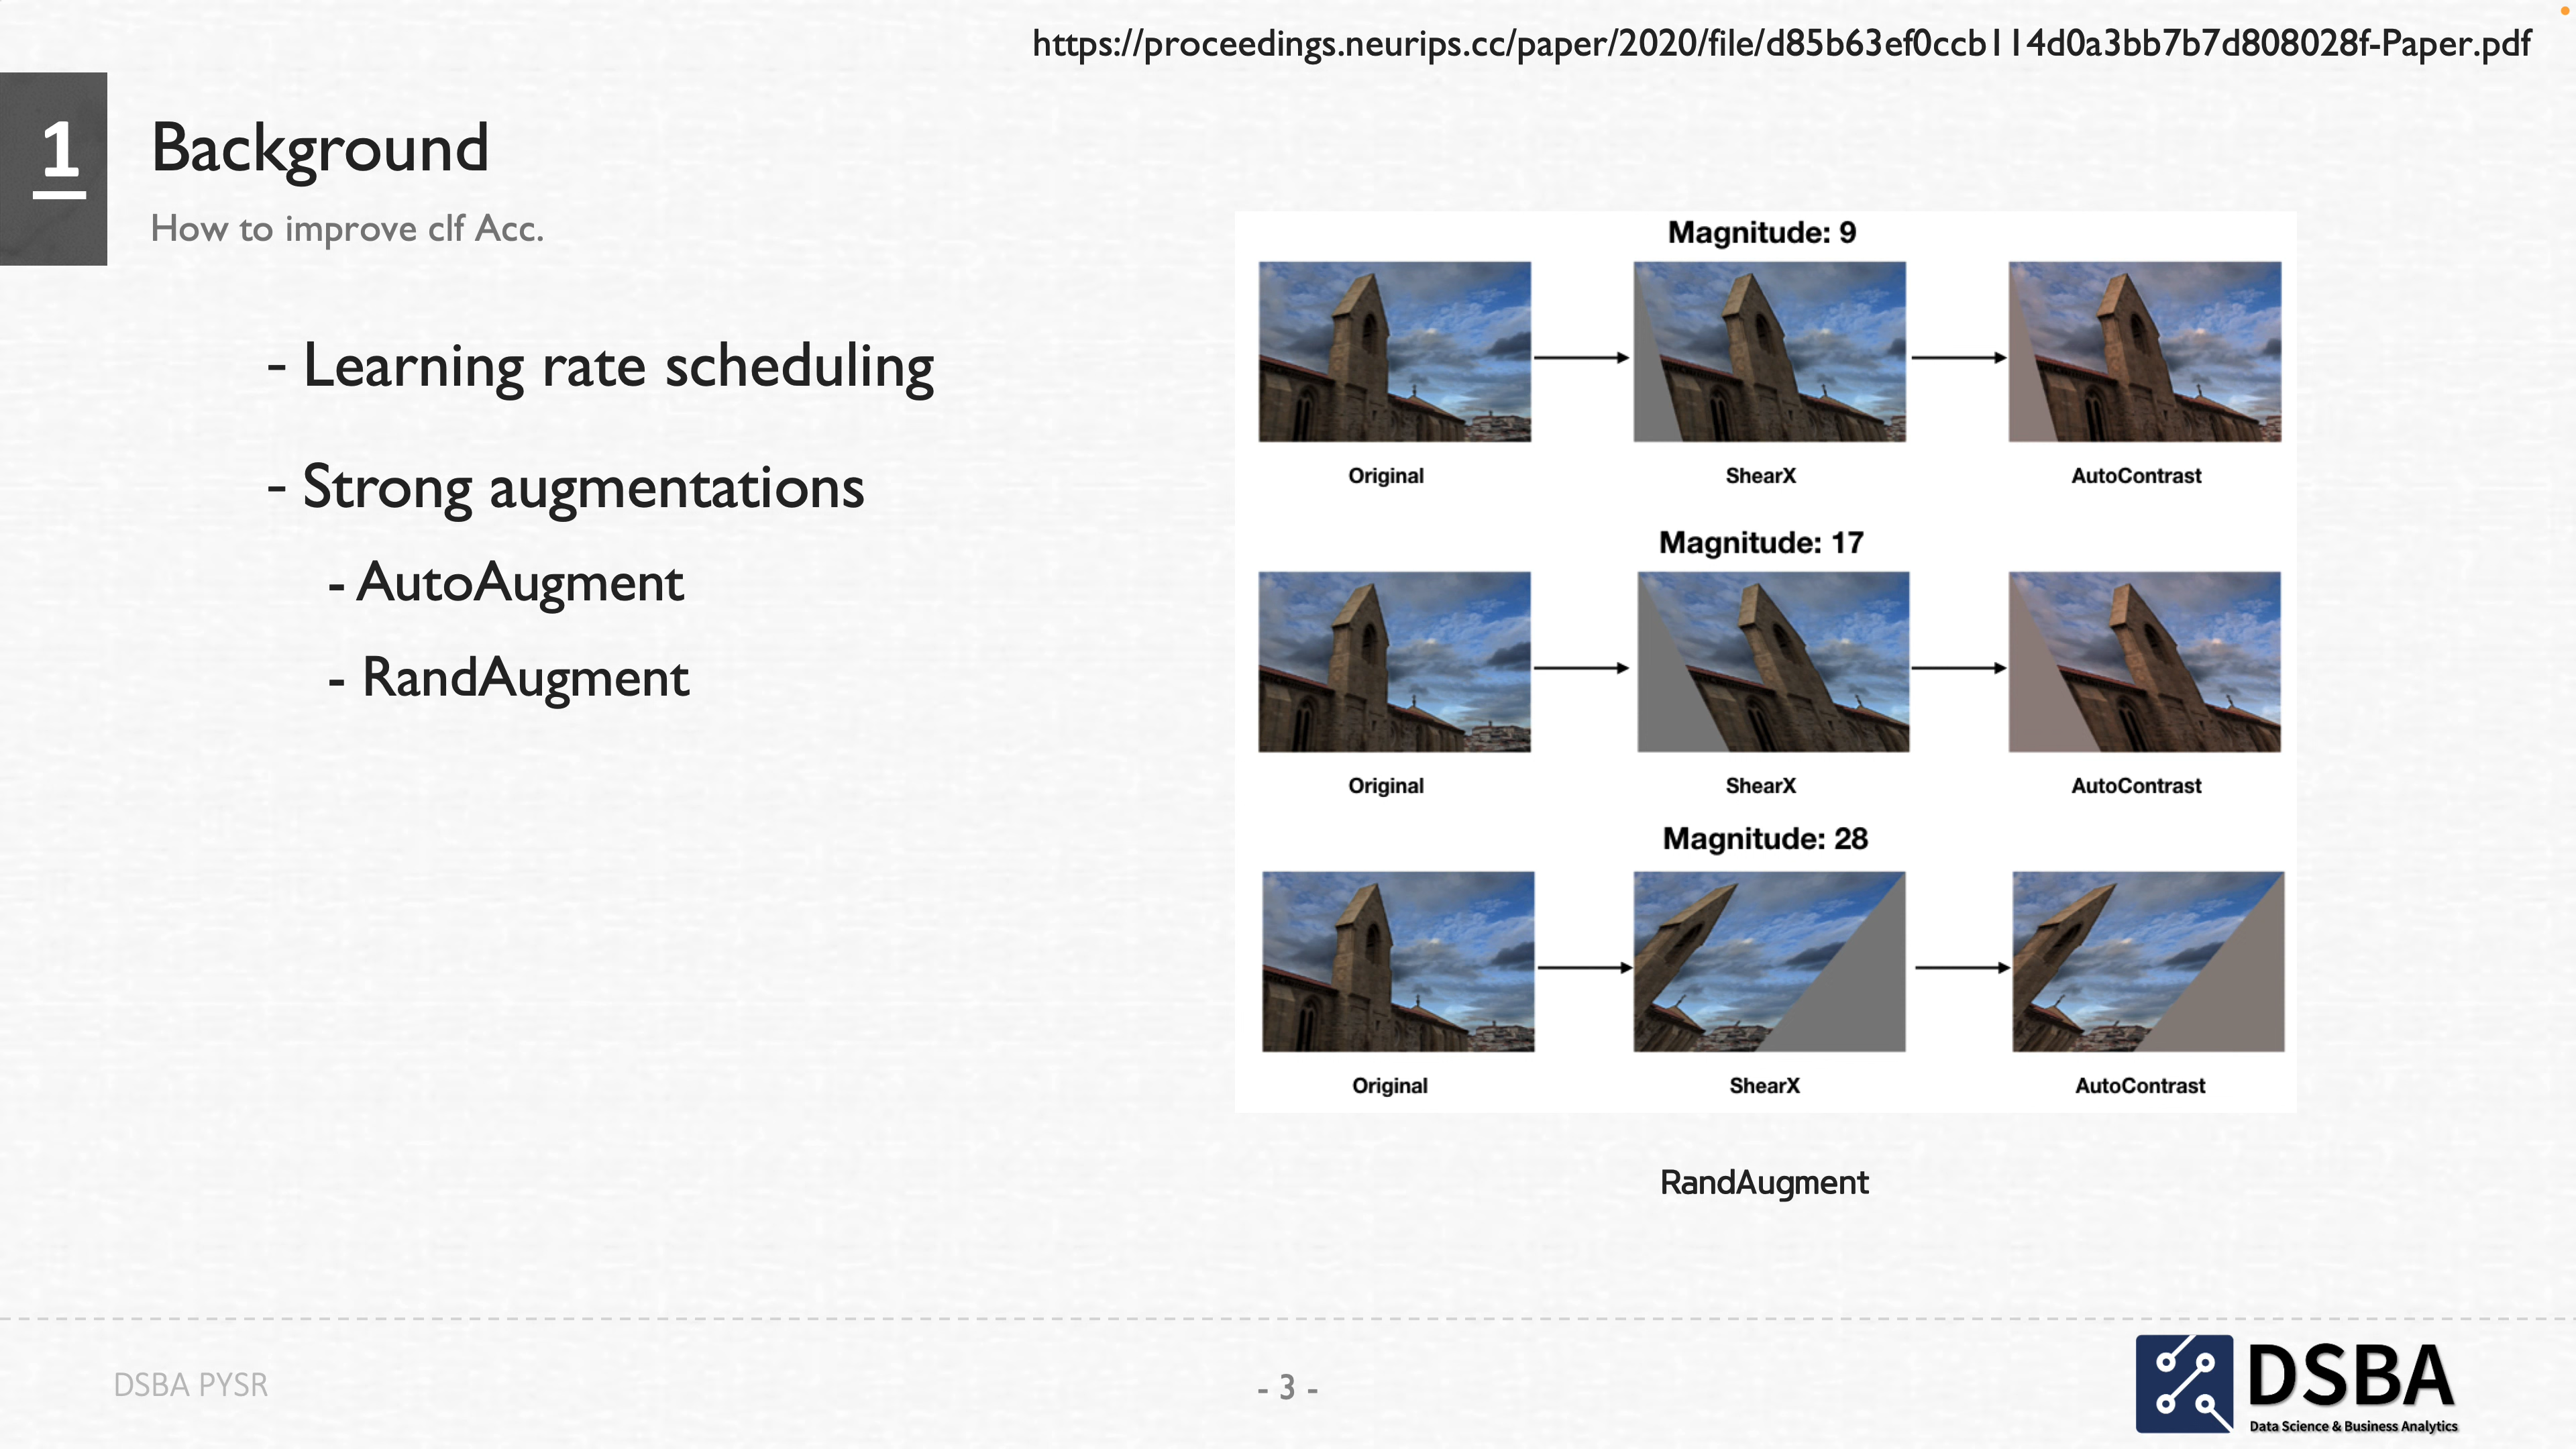 https://proceedings.neurips.cc/paper/2020/file/d85b63ef0ccb114d0a3bb7b7d808028f-Paper.pdf
1
Background
How to improve clf Acc.
- Learning rate scheduling
- Strong augmentations
- AutoAugment
- RandAugment
Magnitude: 9
Original ShearX AutoContrast
Magnitude: 17
Original ShearX AutoContrast
Magnitude: 28
Original ShearX AutoContrast
RandAugment
DSBA PYSR
- 3 -
DSBA
Data Science & Business Analytics